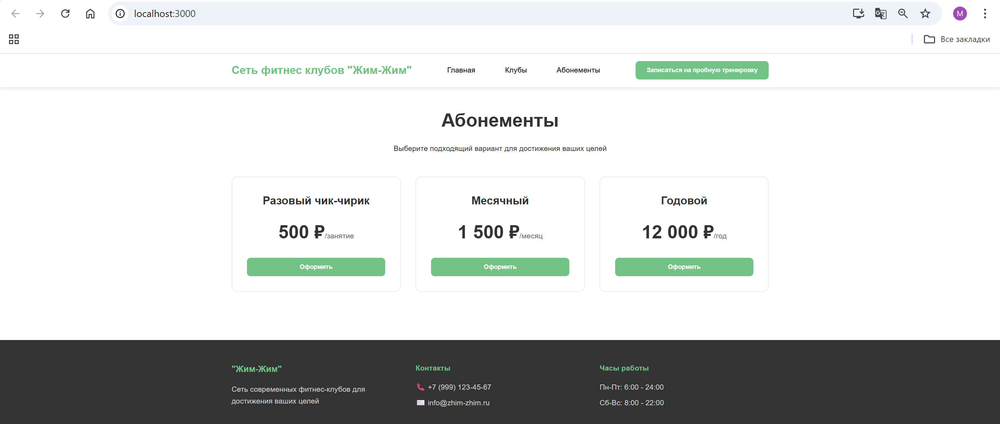 localhost:3000
M
Все закладки
Сеть фитнес клубов "Жим-Жим"
Главная
Клубы
Абонементы
Записаться на пробную тренировку
Абонементы
Выберите подходящий вариант для достижения ваших целей
Разовый чик-чирик
500 ₽/занятие
Оформить
Месячный
1 500 ₽/месяц
Оформить
Годовой
12 000 ₽/год
Оформить
"Жим-Жим"
Сеть современных фитнес-клубов для
достижения ваших целей
Контакты
+7 (999) 123-45-67
info@zhim-zhim.ru
Часы работы
Пн-Пт: 6:00 - 24:00
Сб-Вс: 8:00 - 22:00